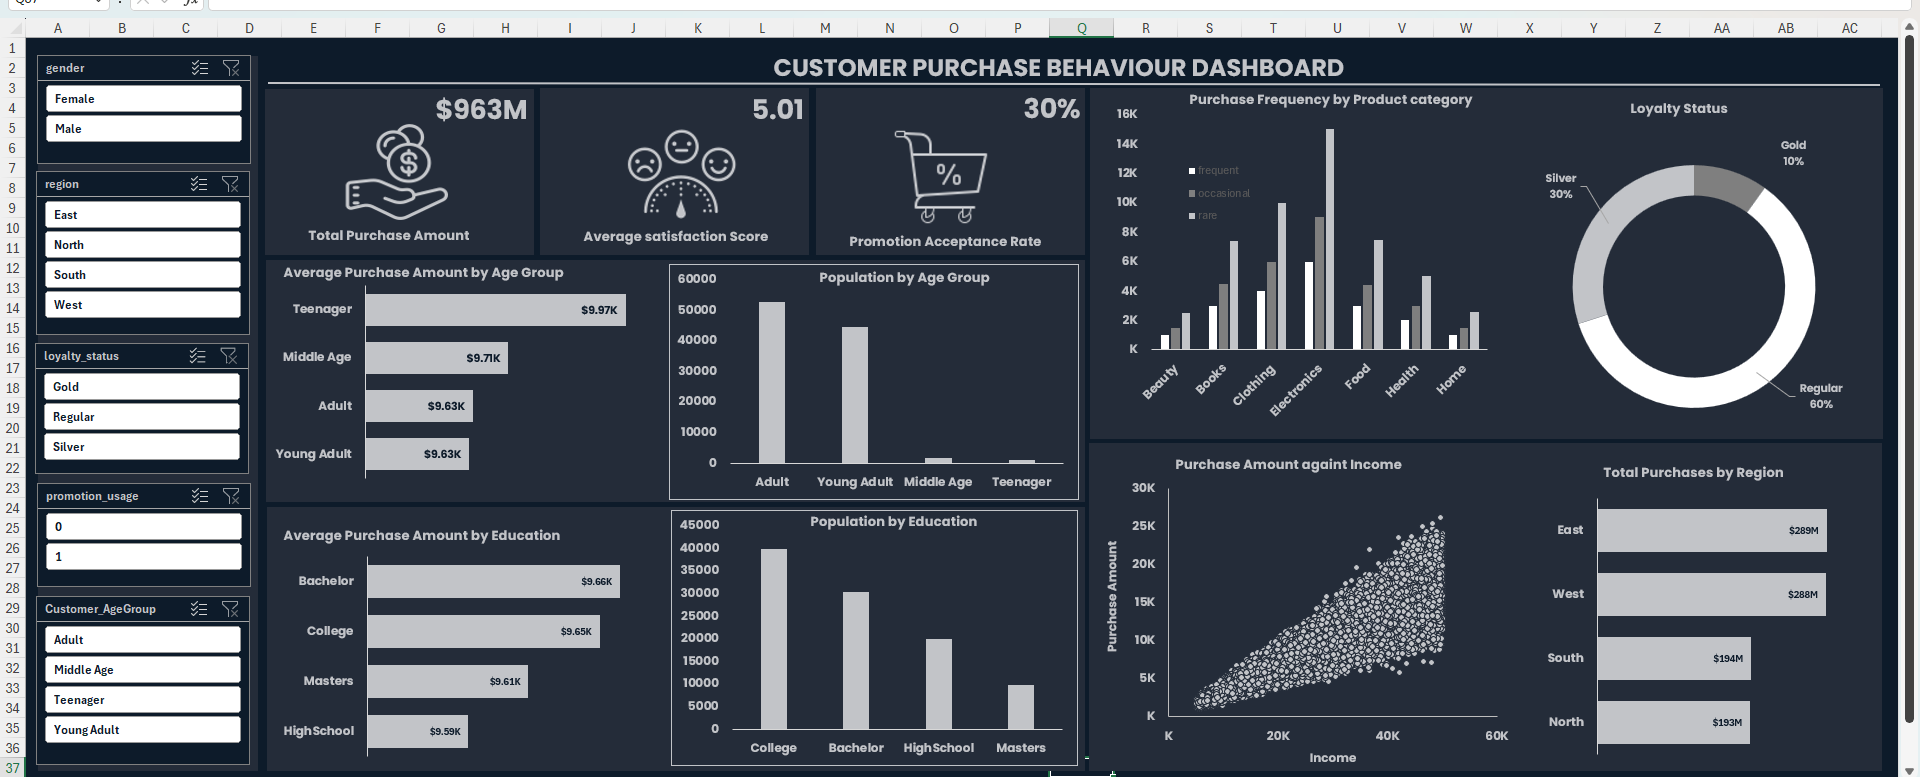 fx
A B C D E F G H I J K L M N O P Q R S T U V W X Y Z AA AB AC
1
2
3
4
5
6
7
8
9
10
11
12
13
14
15
16
17
18
19
20
21
22
23
24
25
26
27
28
29
30
31
32
33
34
35
36
37
gender
Female
Male
region
East
North
South
West
loyalty_status
Gold
Regular
Silver
promotion_usage
0
1
Customer_AgeGroup
Adult
Middle Age
Teenager
Young Adult
CUSTOMER PURCHASE BEHAVIOUR DASHBOARD
$963M
Total Purchase Amount
5.01
Average satisfaction Score
30%
%
Promotion Acceptance Rate
Average Purchase Amount by Age Group
Teenager $9.97K
Middle Age $9.71K
Adult $9.63K
Young Adult $9.63K
Population by Age Group
60000
50000
40000
30000
20000
10000
0
Adult Young Adult Middle Age Teenager
Average Purchase Amount by Education
Bachelor $9.66K
College $9.65K
Masters $9.61K
HighSchool $9.59K
Population by Education
45000
40000
35000
30000
25000
20000
15000
10000
5000
0
College Bachelor HighSchool Masters
Purchase Frequency by Product category
16K
14K
12K
10K
8K
6K
4K
2K
K
frequent
occasional
rare
Beauty Books Clothing Electronics Food Health Home
Loyalty Status
Gold
10%
Silver
30%
Regular
60%
Purchase Amount againt Income
Purchase Amount
30K
25K
20K
15K
10K
5K
K
K 20K 40K 60K
Income
Total Purchases by Region
East $289M
West $288M
South $194M
North $193M